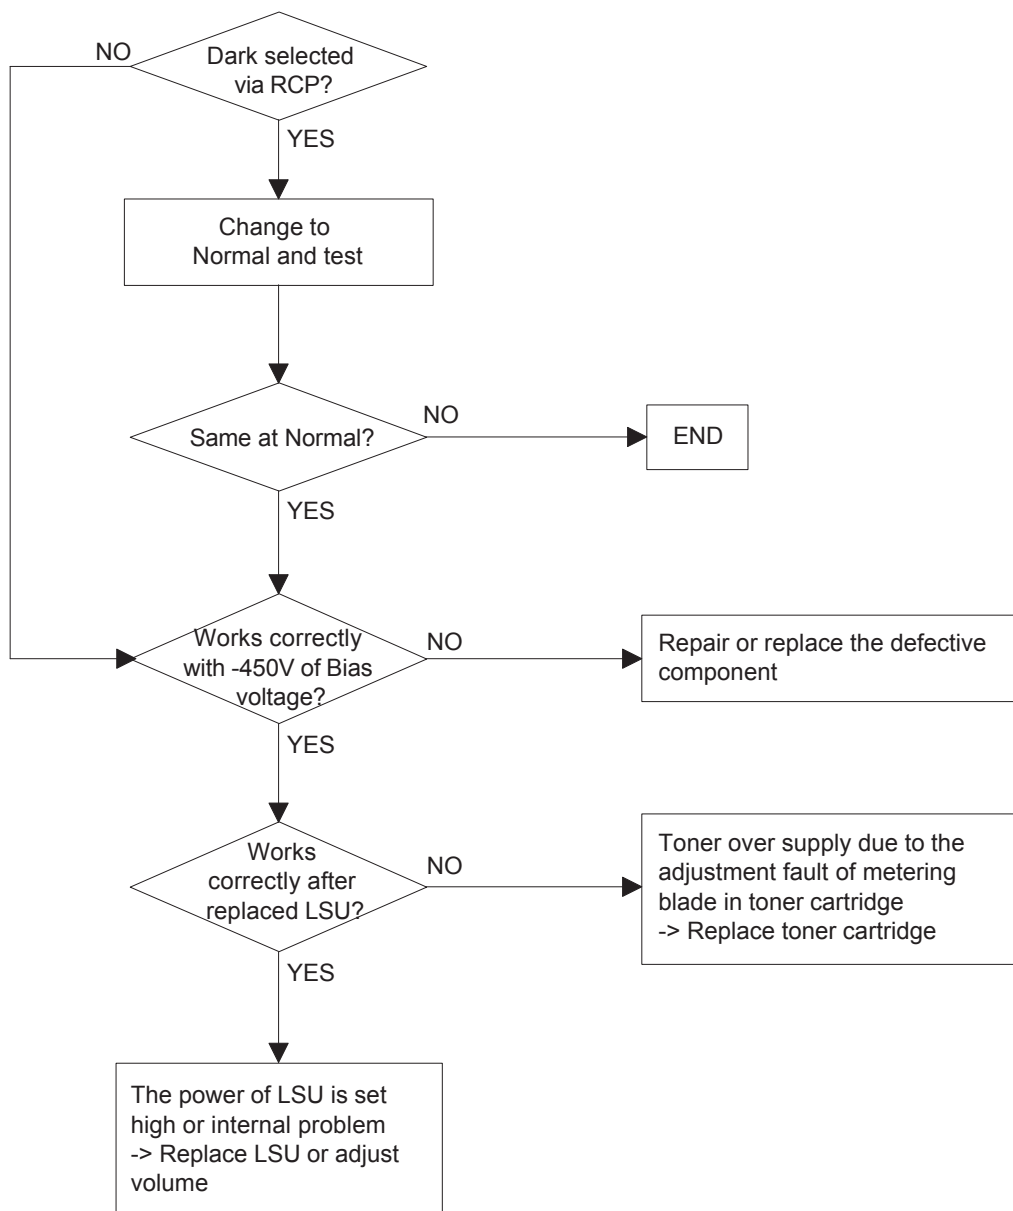 NO
Dark selected
via RCP?
YES
Change to
Normal and test
Same at Normal?
NO
END
YES
Works correctly
with -450V of Bias
voltage?
NO
Repair or replace the defective
component
YES
Works
correctly after
replaced LSU?
NO
Toner over supply due to the
adjustment fault of metering
blade in toner cartridge
-> Replace toner cartridge
YES
The power of LSU is set
high or internal problem
-> Replace LSU or adjust
volume